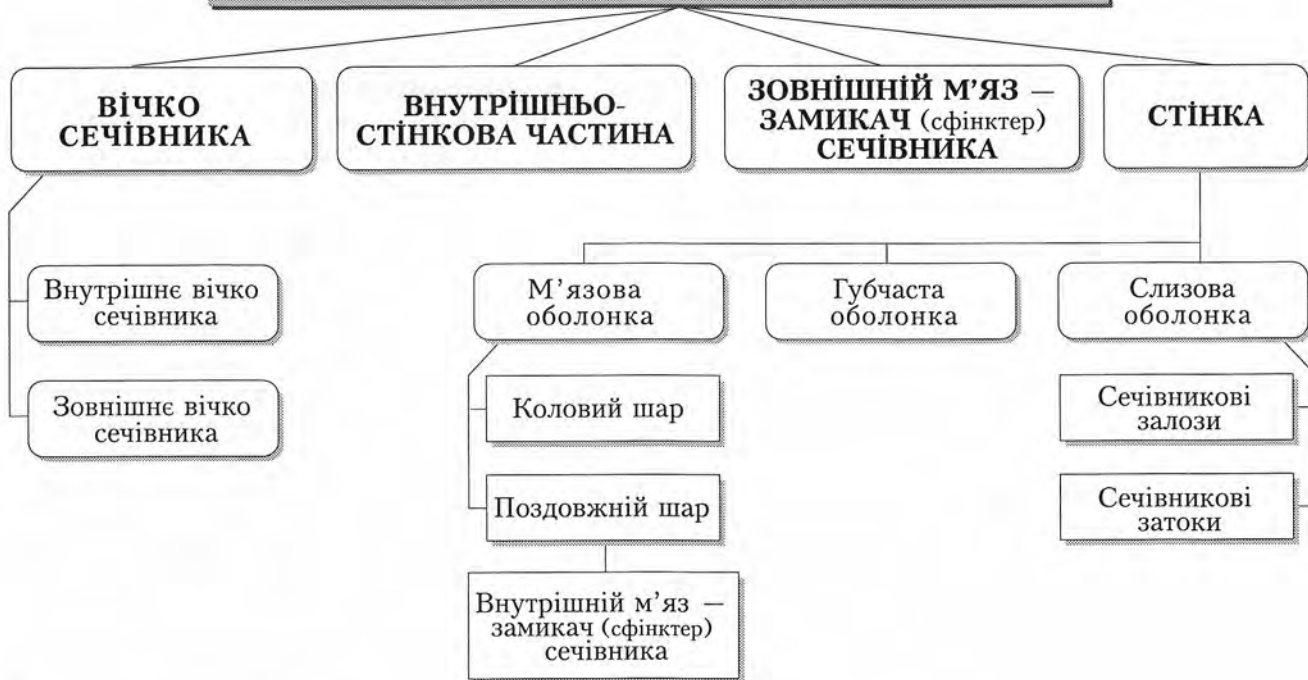 ВІЧКО
СЕЧІВНИКА
ВНУТРІШНЬО-
СТІНКОВА ЧАСТИНА
ЗОВНІШНІЙ М’ЯЗ —
ЗАМИКАЧ (сфінктер)
СЕЧІВНИКА
СТІНКА
Внутрішнє вічко
сечівника
Зовнішнє вічко
сечівника
М’язова
оболонка
Губчаста
оболонка
Слизова
оболонка
Коловий шар
Поздовжній шар
Внутрішній м’яз —
замикач (сфінктер)
сечівника
Сечівникові
залози
Сечівникові
затоки